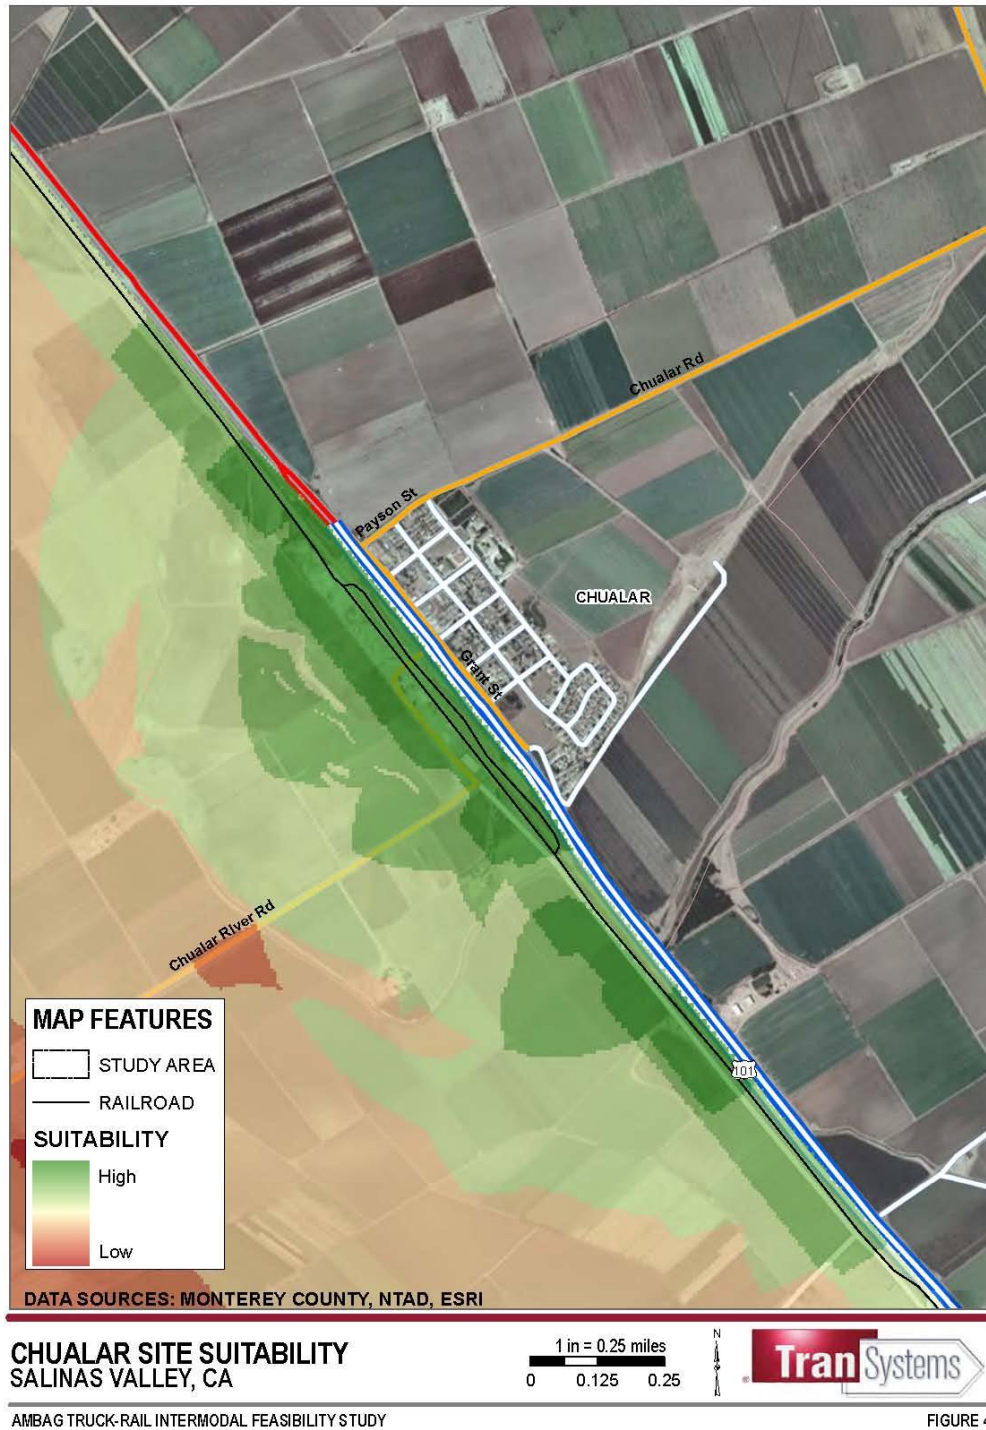 Chualar Rd
Payson St
CHUALAR
Grant St
Chualar River Rd
101
MAP FEATURES
STUDY AREA
RAILROAD
SUITABILITY
High
Low
DATA SOURCES: MONTEREY COUNTY, NTAD, ESRI
CHUALAR SITE SUITABILITY
SALINAS VALLEY, CA
1 in = 0.25 miles
0 0.125 0.25
N
TranSystems
AMBAG TRUCK-RAIL INTERMODAL FEASIBILITY STUDY
FIGURE 4